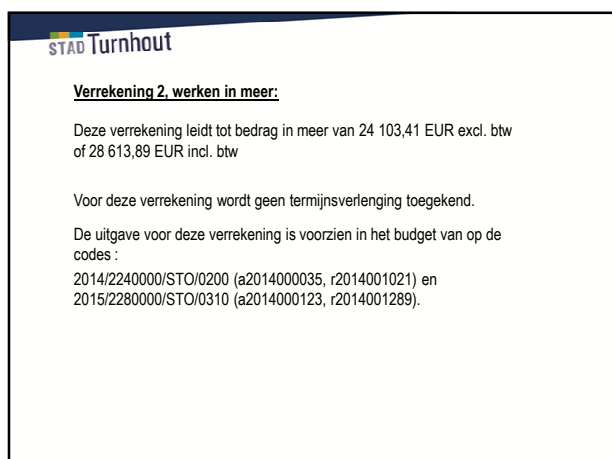 STAD Turnhout
Verrekening 2, werken in meer:
Deze verrekening leidt tot bedrag in meer van 24 103,41 EUR excl. btw
of 28 613,89 EUR incl. btw
Voor deze verrekening wordt geen termijnsverlenging toegekend.
De uitgave voor deze verrekening is voorzien in het budget van op de
codes :
2014/2240000/STO/0200 (a2014000035, r2014001021) en
2015/2280000/STO/0310 (a2014000123, r2014001289).